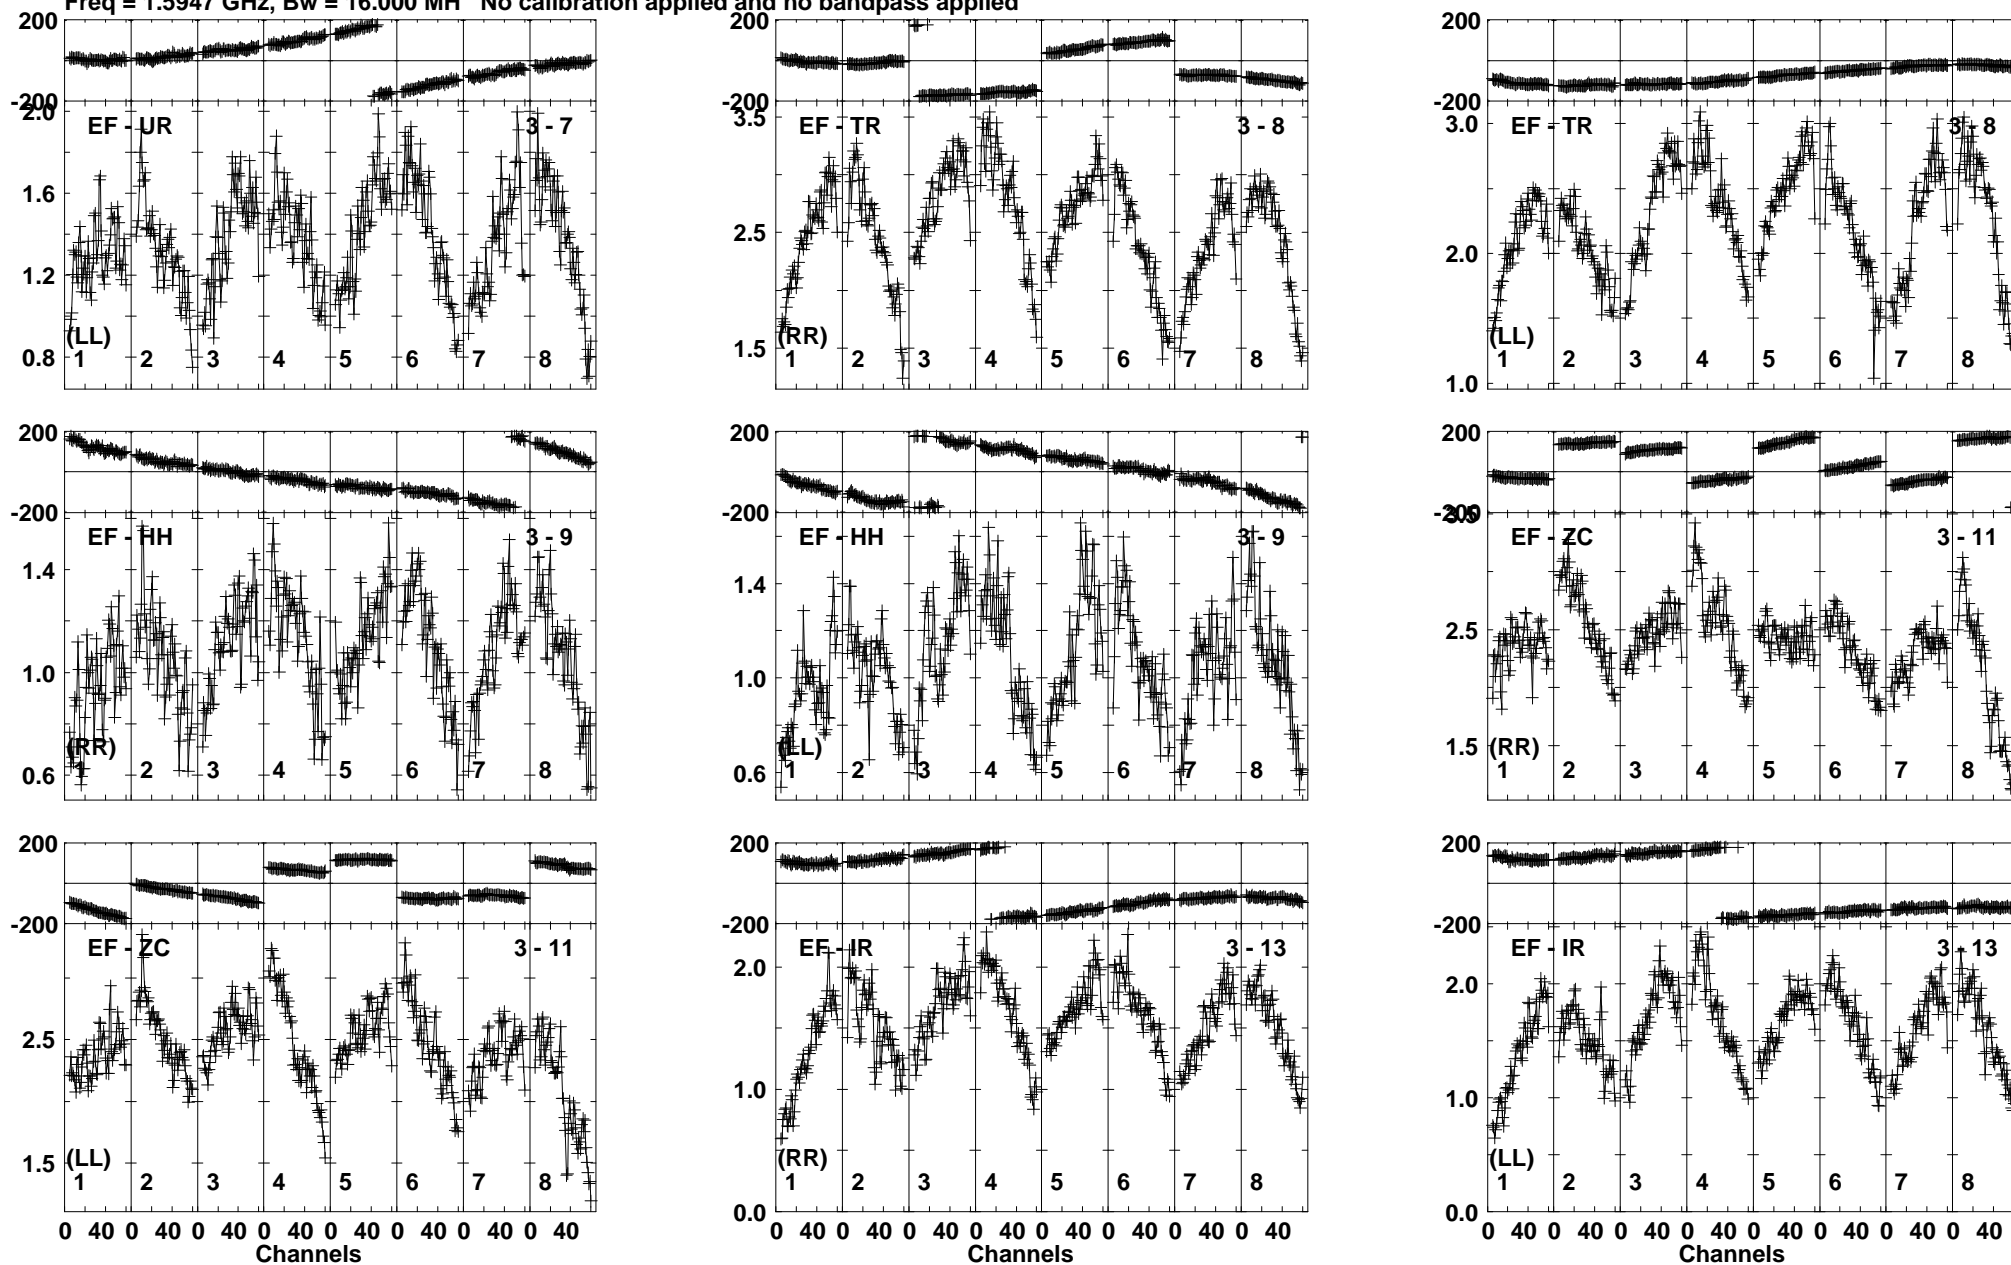 Freq = 1.5947 GHz, Bw = 16.000 MH No calibration applied and no bandpass applied
200 200 200
-200 -200 -200
2.0 3.5 3.0
EF - UR 3 - 7 EF - TR 3 - 8 EF - TR 3 - 8
1.6 2.5 2.0
1.2
(LL) (RR) (LL)
0.8 1.5 1.0
1 2 3 4 5 6 7 8 1 2 3 4 5 6 7 8 1 2 3 4 5 6 7 8
200 200 200
-200 -200 -200
3.5
EF - HH 3 - 9 EF - HH 3 - 9 EF - ZC 3 - 11
1.4 1.4 2.5
1.0 1.0
(RR) (LL) (RR)
0.6 0.6 1.5
1 2 3 4 5 6 7 8 1 2 3 4 5 6 7 8 1 2 3 4 5 6 7 8
200 200 200
-200 -200 -200
EF - ZC 3 - 11 EF - IR 3 - 13 EF - IR 3 - 13
2.5 2.0 2.0
1.5 1.0 1.0
(LL) (RR) (LL)
1 2 3 4 5 6 7 8 1 2 3 4 5 6 7 8 1 2 3 4 5 6 7 8
0.0 0.0
0 40 0 40 0 40 0 40 0 40 0 40 0 40 0 40 0 40 0 40 0 40 0 40 0 40 0 40 0 40 0 40 0 40 0 40 0 40 0 40 0 40 0 40 0 40 0 40
Channels Channels Channels